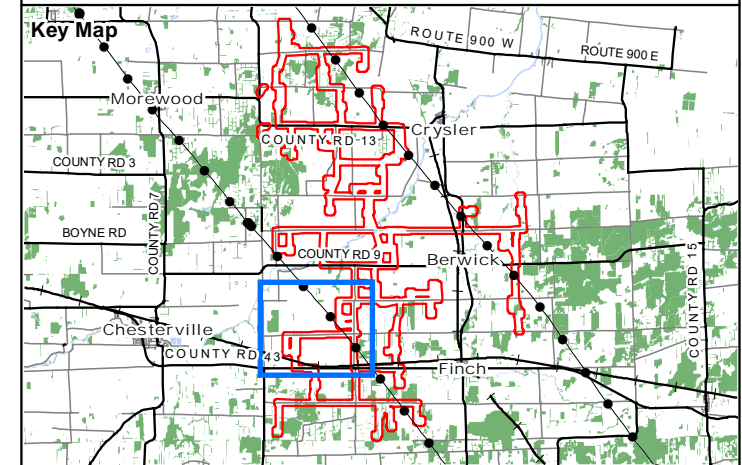 Key Map
ROUTE 900 W
ROUTE 900 E
Morewood
Crysler
COUNTY RD 13
COUNTY RD 3
COUNTY RD 7
BOYNE RD
COUNTY RD 9
Berwick
COUNTY RD 15
Chesterville
COUNTY RD 43
Finch